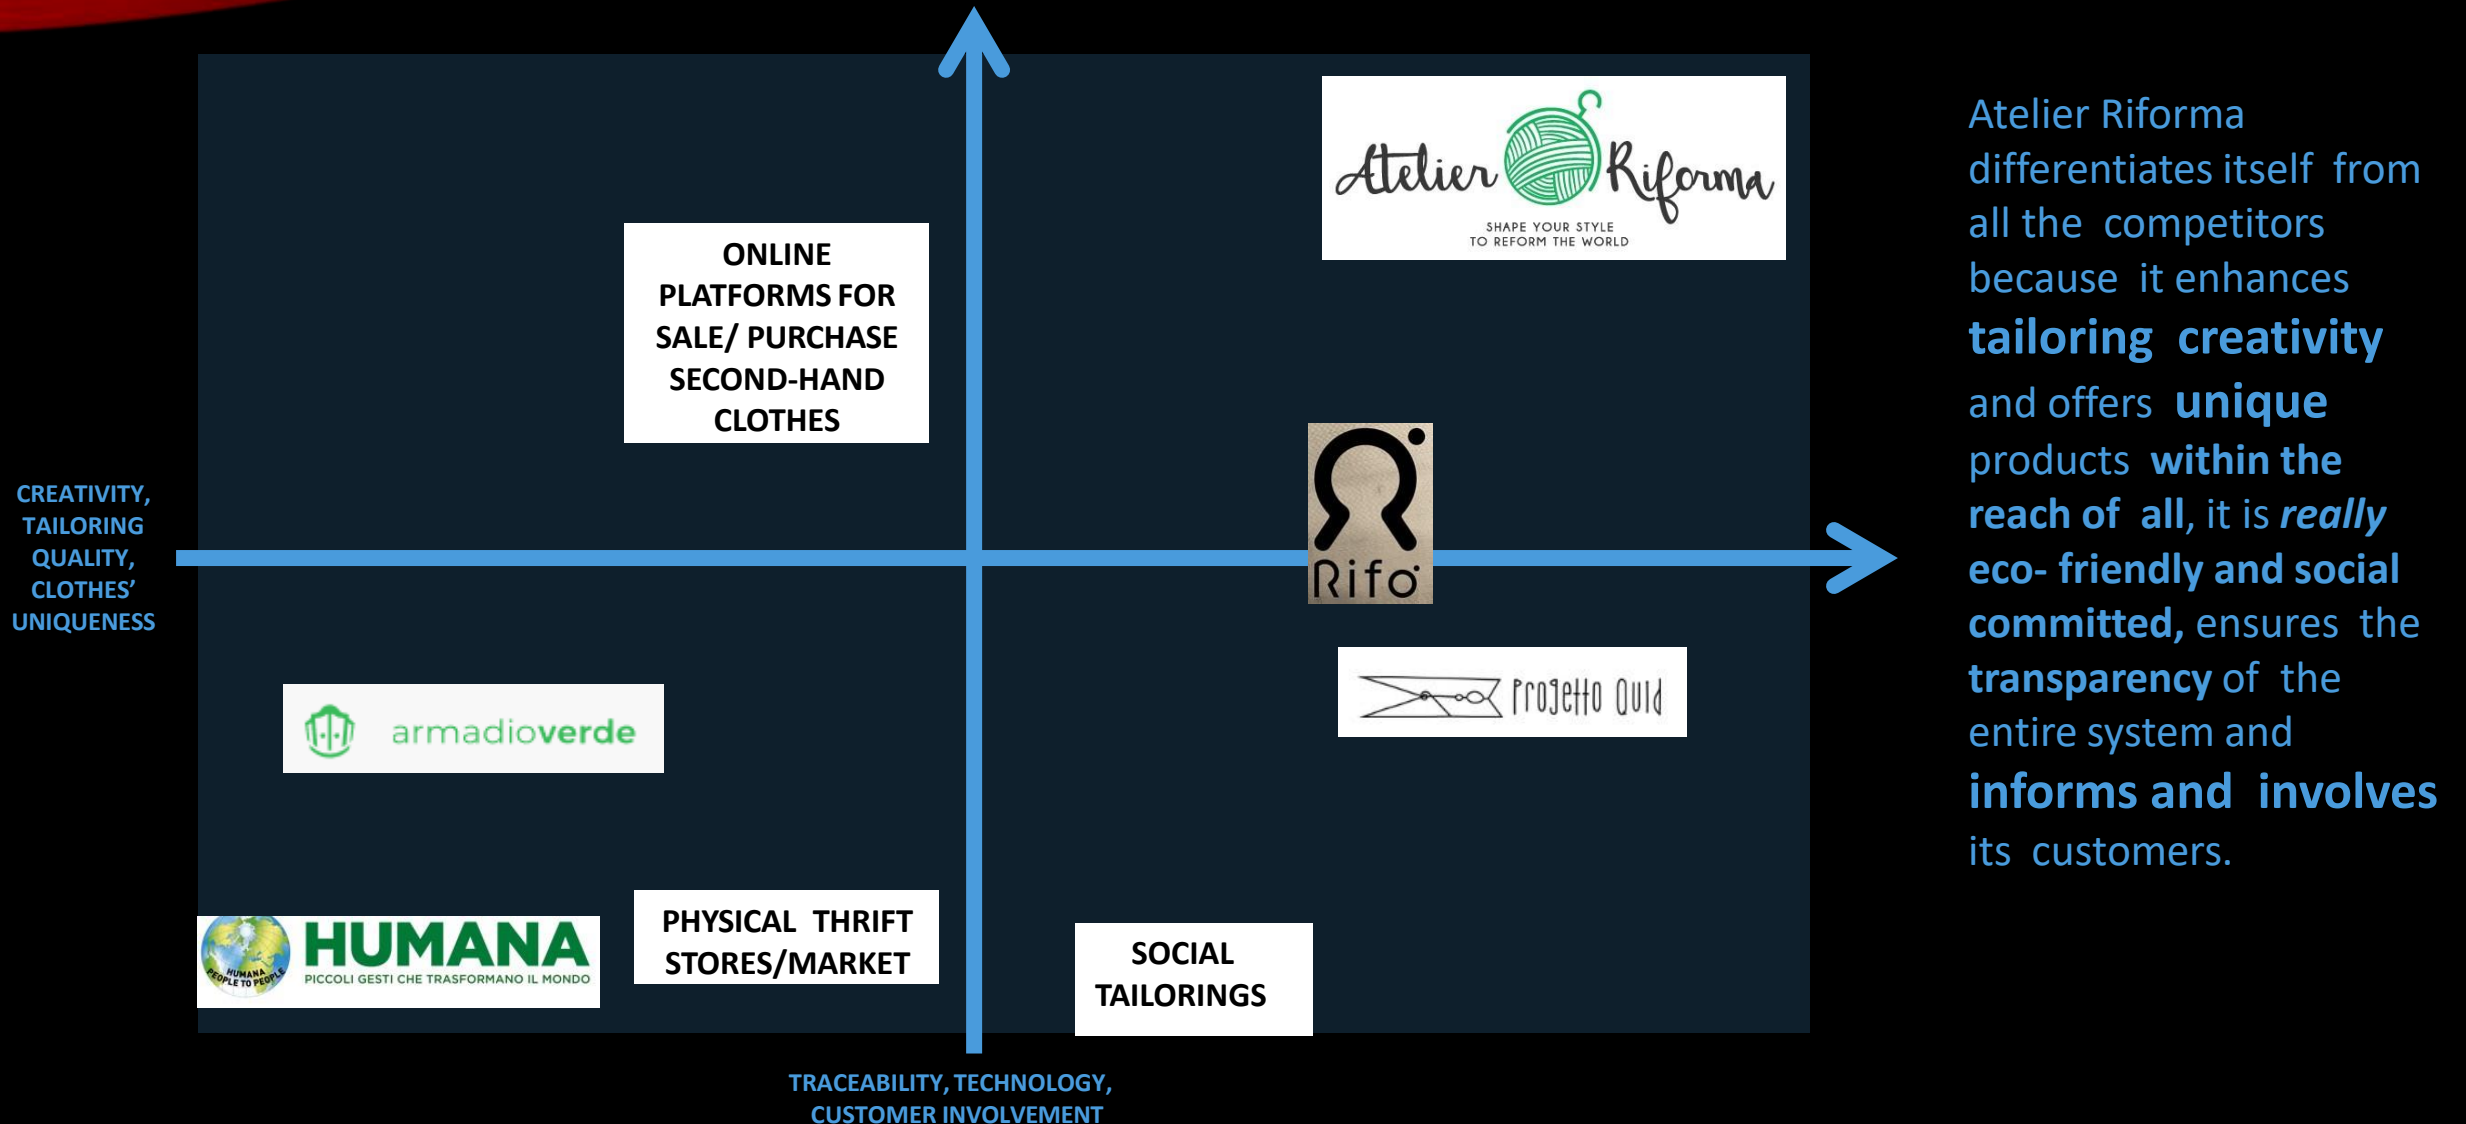 Atelier Riforma
SHAPE YOUR STYLE
TO REFORM THE WORLD
ONLINE
PLATFORMS FOR
SALE/ PURCHASE
SECOND-HAND
CLOTHES
CREATIVITY,
TAILORING
QUALITY,
CLOTHES’
UNIQUENESS
Rifò
progetto quid
armadioverde
HUMANA
PEOPLE TO PEOPLE
HUMANA
PICCOLI GESTI CHE TRASFORMANO IL MONDO
PHYSICAL THRIFT
STORES/MARKET
SOCIAL
TAILORINGS
TRACEABILITY, TECHNOLOGY,
CUSTOMER INVOLVEMENT
Atelier Riforma
differentiates itself from
all the competitors
because it enhances
tailoring creativity
and offers unique
products within the
reach of all, it is really
eco- friendly and social
committed, ensures the
transparency of the
entire system and
informs and involves
its customers.